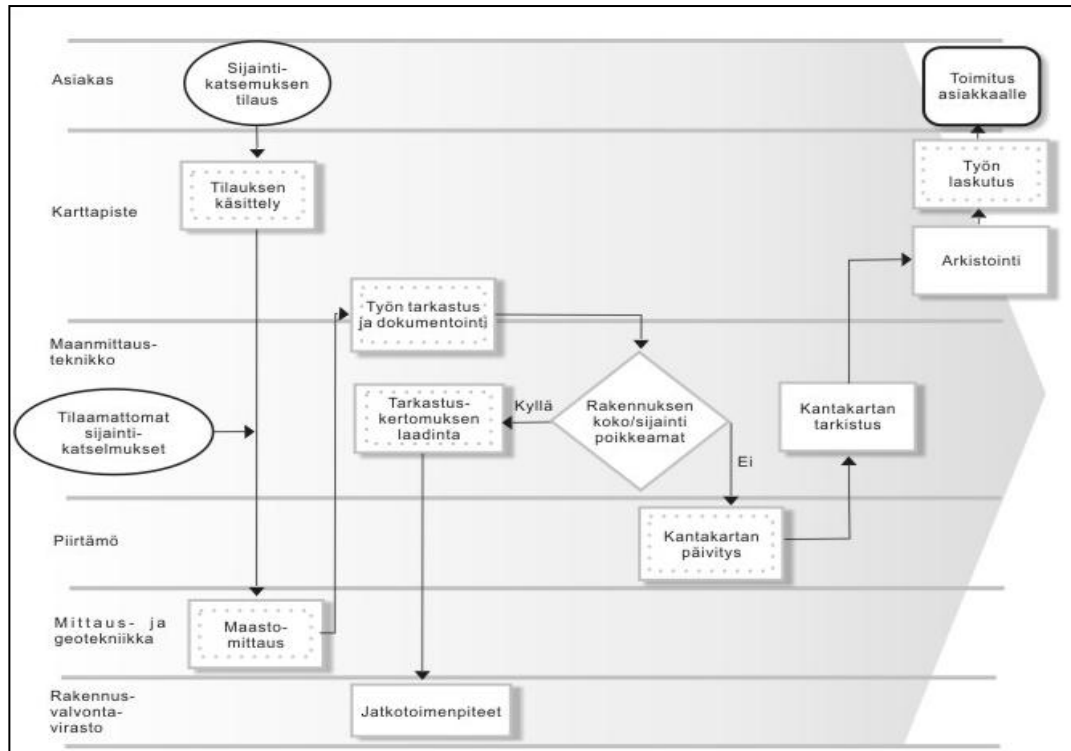 Asiakas
Sijainti-
katsemuksen
tilaus
Toimitus
asiakkaalle
Karttapiste
Tilauksen
käsittely
Työn
laskutus
Arkistointi
Työn tarkastus
ja dokumentointi
Maanmittaus-
teknikko
Tilaamattomat
sijainti-
katselmukset
Tarkastus-
kertomuksen
laadinta
Kyllä
Rakennuksen
koko/sijainti
poikkeamat
Ei
Kantakartan
tarkistus
Piirtämö
Kantakartan
päivitys
Mittaus- ja
geotekniikka
Maasto-
mittaus
Rakennus-
valvonta-
virasto
Jatkotoimenpiteet